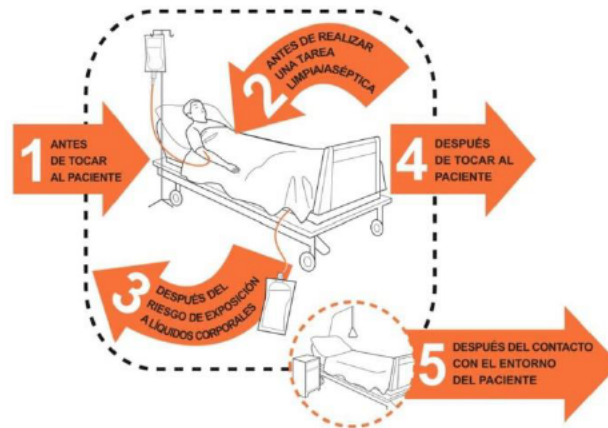 1 ANTES
DE TOCAR
AL PACIENTE
2 ANTES DE REALIZAR
UNA TAREA
LIMPIA/ASÉPTICA
3 DESPUÉS DEL
RIESGO DE EXPOSICIÓN
A LÍQUIDOS CORPORALES
4 DESPUÉS
DE TOCAR AL
PACIENTE
5 DESPUÉS DEL CONTACTO
CON EL ENTORNO
DEL PACIENTE